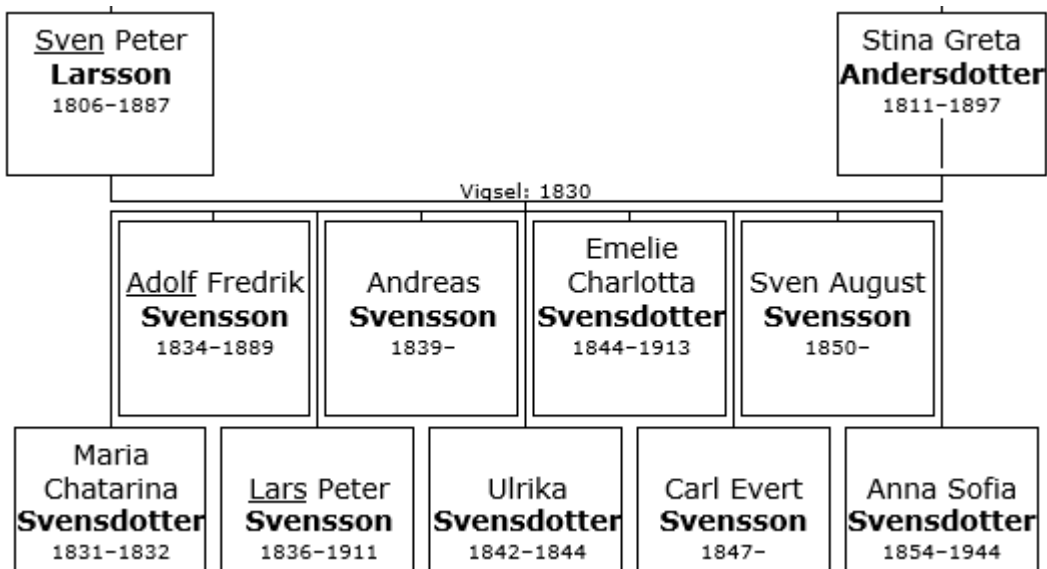 Sven Peter
Larsson
1806–1887
Stina Greta
Andersdotter
1811–1897
Vigsel: 1830
Adolf Fredrik
Svensson
1834–1889
Andreas
Svensson
1839–
Emelie
Charlotta
Svensdotter
1844–1913
Sven August
Svensson
1850–
Maria
Chatarina
Svensdotter
1831–1832
Lars Peter
Svensson
1836–1911
Ulrika
Svensdotter
1842–1844
Carl Evert
Svensson
1847–
Anna Sofia
Svensdotter
1854–1944